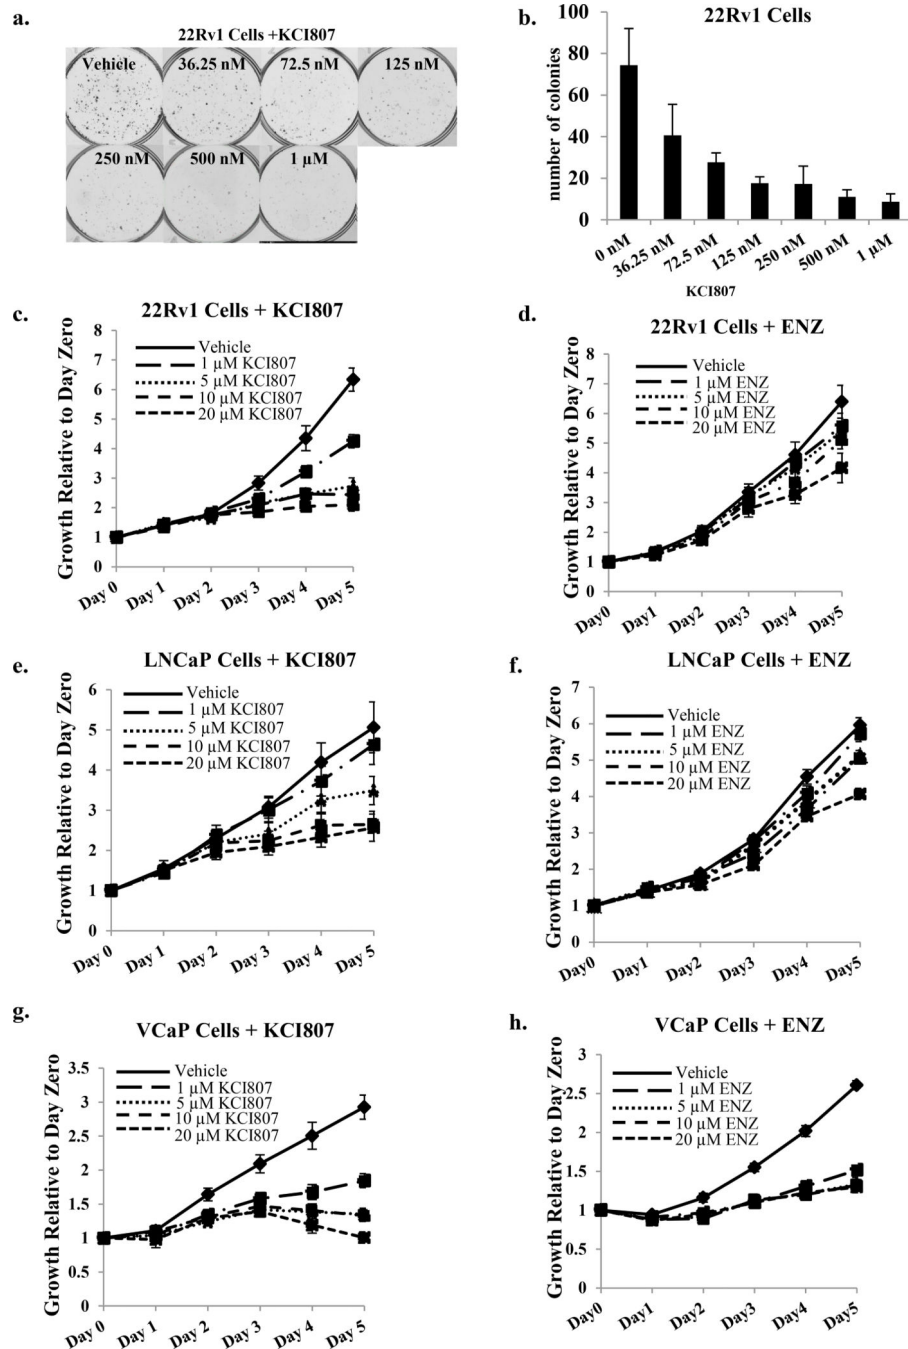 a.
22Rv1 Cells +KCI807
Vehicle
36.25 nM
72.5 nM
125 nM
250 nM
500 nM
1 µM
b.
22Rv1 Cells
number of colonies
100
80
60
40
20
0
0 nM
36.25 nM
72.5 nM
125 nM
250 nM
500 nM
1 µM
KCI807
c.
22Rv1 Cells + KCI807
Growth Relative to Day Zero
8
7
6
5
4
3
2
1
0
Vehicle
1 µM KCI807
5 µM KCI807
10 µM KCI807
20 µM KCI807
Day 0
Day 1
Day 2
Day 3
Day 4
Day 5
d.
22Rv1 Cells + ENZ
Growth Relative to Day Zero
8
7
6
5
4
3
2
1
0
Vehicle
1 µM ENZ
5 µM ENZ
10 µM ENZ
20 µM ENZ
Day0
Day1
Day2
Day3
Day4
Day5
e.
LNCaP Cells + KCI807
Growth Relative to Day Zero
6
5
4
3
2
1
0
Vehicle
1 µM KCI807
5 µM KCI807
10 µM KCI807
20 µM KCI807
Day 0
Day 1
Day 2
Day 3
Day 4
Day 5
f.
LNCaP Cells + ENZ
Growth Relative to Day Zero
7
6
5
4
3
2
1
0
Vehicle
1 µM ENZ
5 µM ENZ
10 µM ENZ
20 µM ENZ
Day0
Day1
Day2
Day3
Day4
Day5
g.
VCaP Cells + KCI807
Growth Relative to Day Zero
3.5
3
2.5
2
1.5
1
0.5
0
Vehicle
1 µM KCI807
5 µM KCI807
10 µM KCI807
20 µM KCI807
Day 0
Day 1
Day 2
Day 3
Day 4
Day 5
h.
VCaP Cells + ENZ
Growth Relative to Day Zero
3
2.5
2
1.5
1
0.5
0
Vehicle
1 µM ENZ
5 µM ENZ
10 µM ENZ
20 µM ENZ
Day0
Day1
Day2
Day3
Day4
Day5